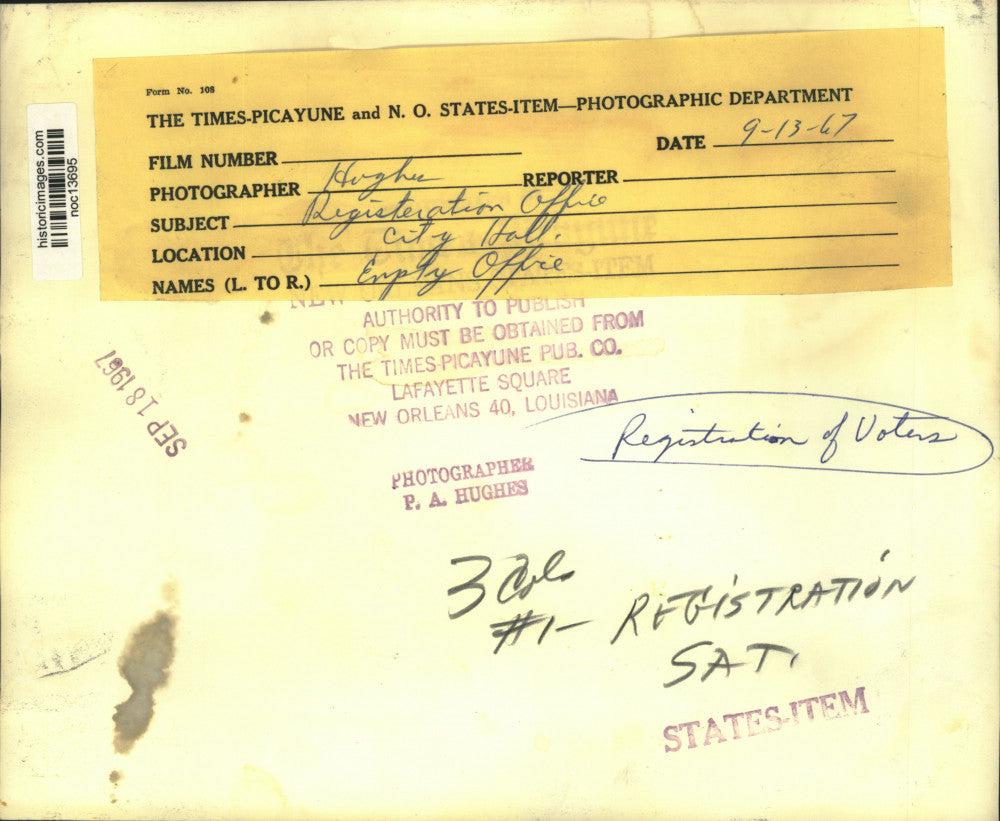 Form No. 108
THE TIMES-PICAYUNE and N. O. STATES-ITEM—PHOTOGRAPHIC DEPARTMENT
FILM NUMBER
DATE 9-13-67
PHOTOGRAPHER Hughes
REPORTER
SUBJECT Registeration Office
LOCATION City Hall.
NAMES (L. TO R.) Empty Office
historicimages.com
noc13695
NEW
AUTHORITY TO PUBLISH
OR COPY MUST BE OBTAINED FROM
THE TIMES-PICAYUNE PUB. CO.
LAFAYETTE SQUARE
NEW ORLEANS 40, LOUISIANA
SEP 18 1967
Registration of Voters
PHOTOGRAPHER
P. A. HUGHES
3 Col
#1- REGISTRATION
SAT.
STATES-ITEM